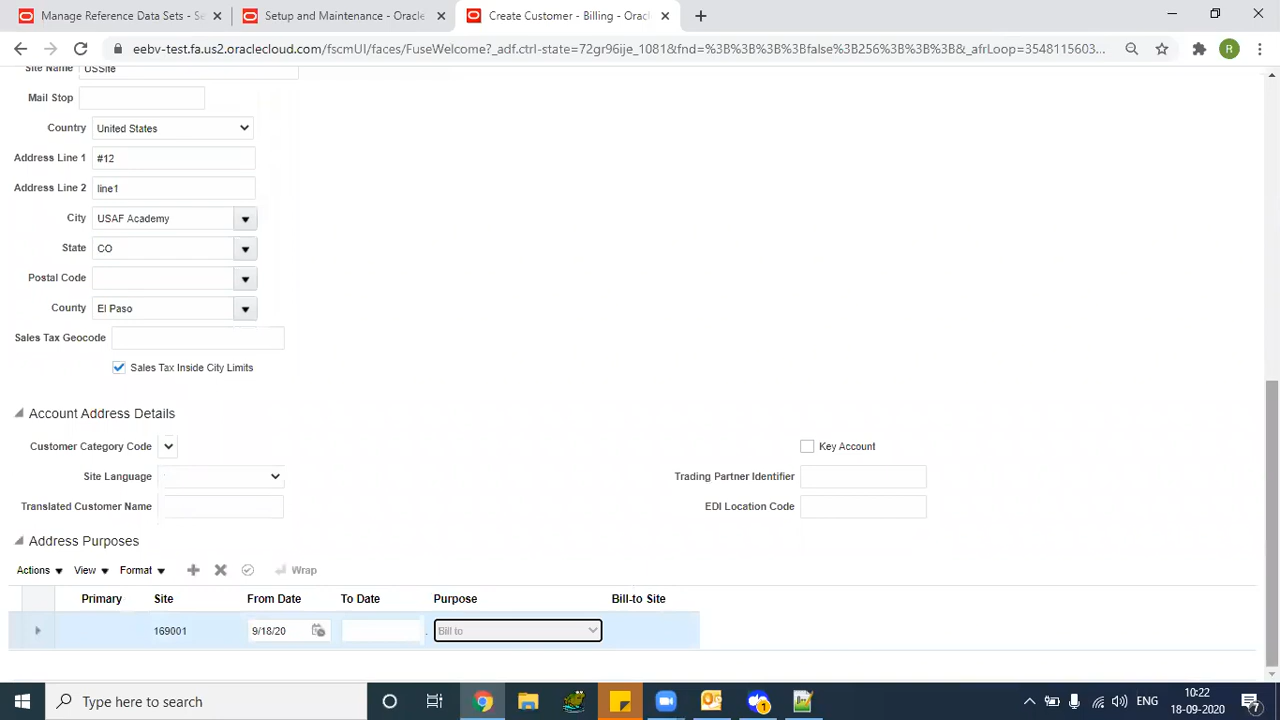 Manage Reference Data Sets - S
Setup and Maintenance - Oracle
Create Customer - Billing - Orac
eebv-test.fa.us2.oraclecloud.com/fscmUI/faces/FuseWelcome?_adf.ctrl-state=72gr96ije_1081&fnd=%3B%3B%3B%3Bfalse%3B256%3B%3B%3B&_afrLoop=3548115603...
R
Site Name USSite
Mail Stop
Country United States
Address Line 1 #12
Address Line 2 line1
City USAF Academy
State CO
Postal Code
County El Paso
Sales Tax Geocode
Sales Tax Inside City Limits
Account Address Details
Customer Category Code
Key Account
Site Language
Trading Partner Identifier
Translated Customer Name
EDI Location Code
Address Purposes
Actions View Format Wrap
Primary Site From Date To Date Purpose Bill-to Site
169001 9/18/20 Bill to
Type here to search
1
ENG
10:22
18-09-2020
7